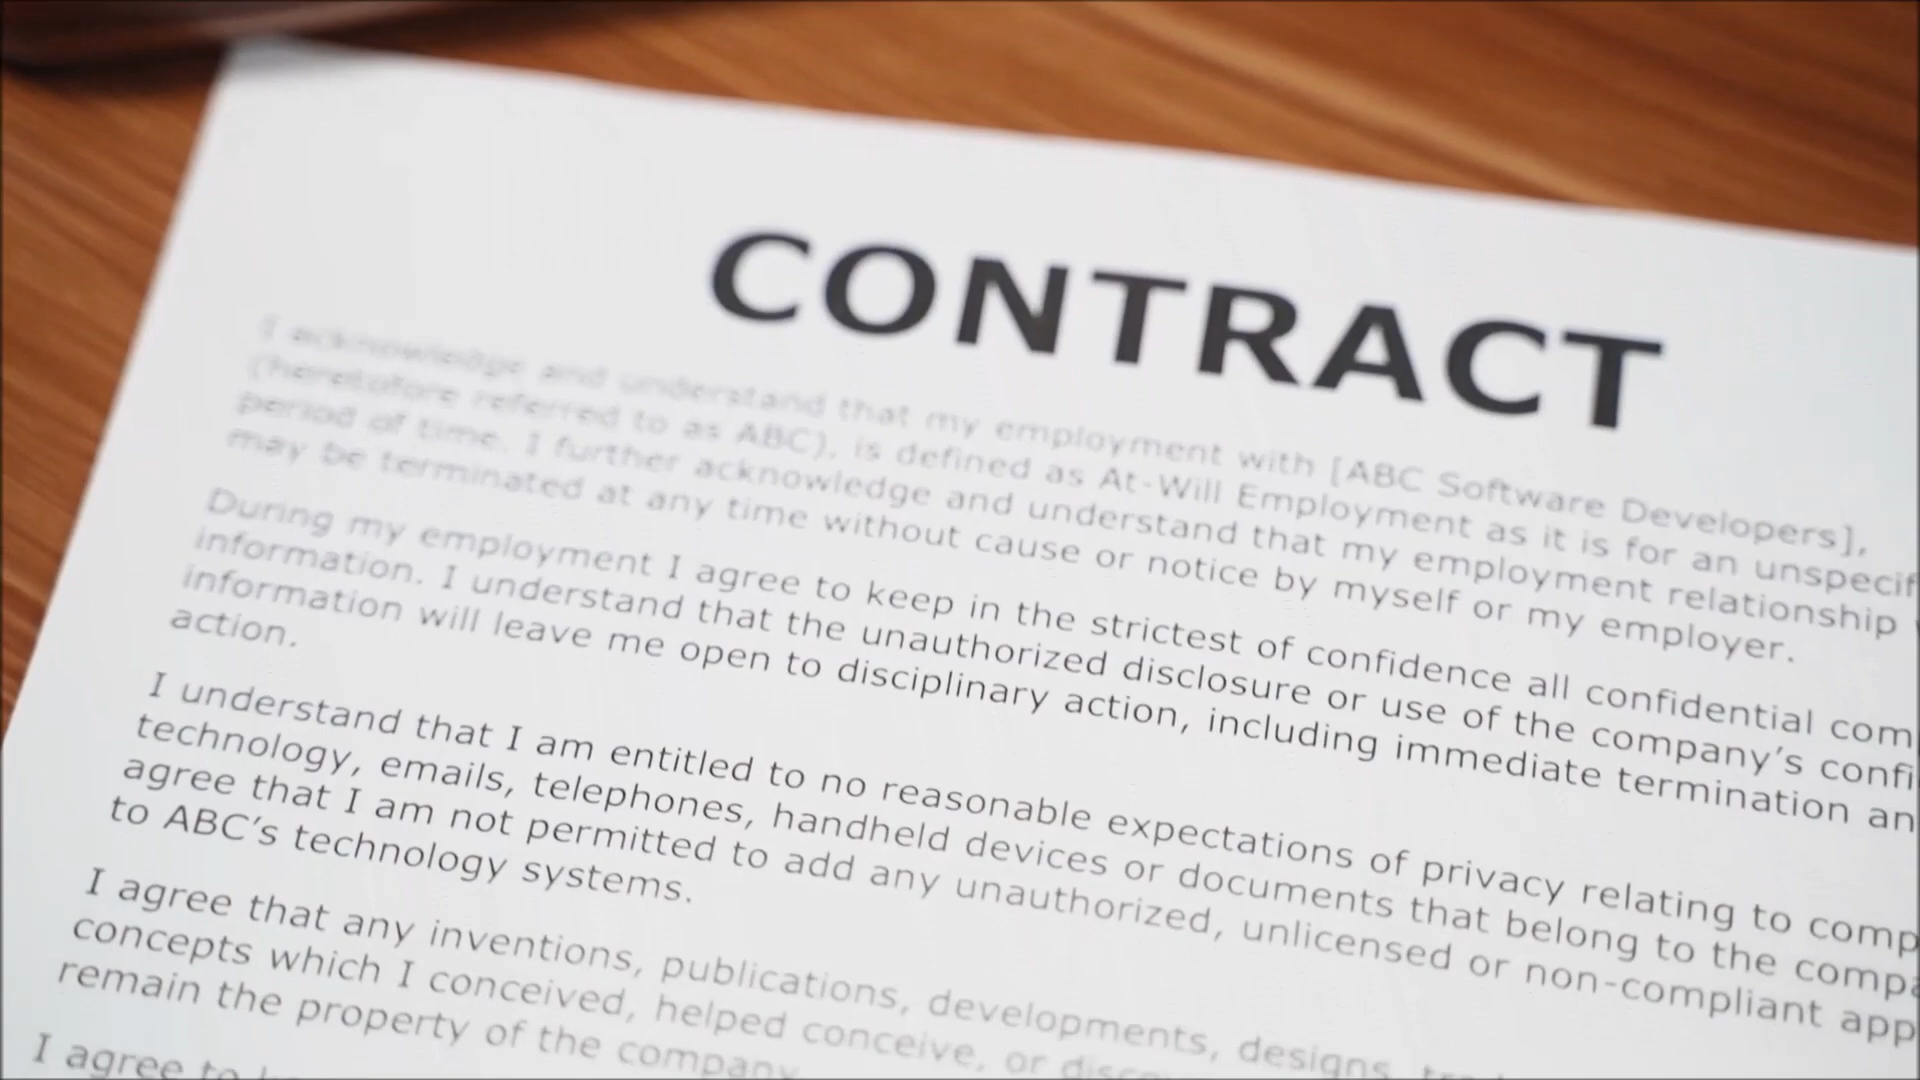 CONTRACT
I acknowledge and understand that my employment with [ABC Software Developers],
(heretofore referred to as ABC), is defined as At-Will Employment as it is for an
period of time. I further acknowledge and understand that my employment relationship
may be terminated at any time without cause or notice by myself or my employer.
During my employment I agree to keep in the strictest of confidence all confidential
information. I understand that the unauthorized disclosure or use of the company's
information will leave me open to disciplinary action, including immediate termination
action.
I understand that I am entitled to no reasonable expectations of privacy relating to
technology, emails, telephones, handheld devices or documents that belong to the
agree that I am not permitted to add any unauthorized, unlicensed or non-compliant
to ABC's technology systems.
I agree that any inventions, publications, developments, designs,
concepts which I conceived, helped conceive, or
remain the property of the company
I agree to